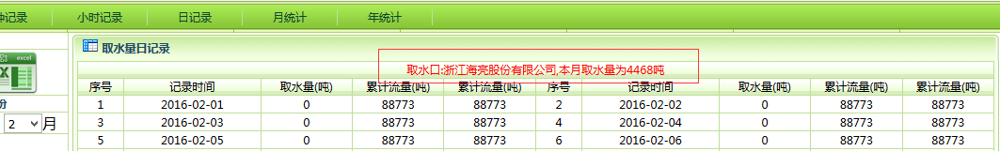 钟记录 小时记录 日记录 月统计 年统计
excel
取水量日记录
取水口:浙江海亮股份有限公司,本月取水量为4468吨
序号 记录时间 取水量(吨) 累计流量(吨) 累计流量(吨) 序号 记录时间 取水量(吨) 累计流量(吨) 累计流量(吨)
份
1 2016-02-01 0 88773 88773 2 2016-02-02 0 88773 88773
2 月
3 2016-02-03 0 88773 88773 4 2016-02-04 0 88773 88773
5 2016-02-05 0 88773 88773 6 2016-02-06 0 88773 88773